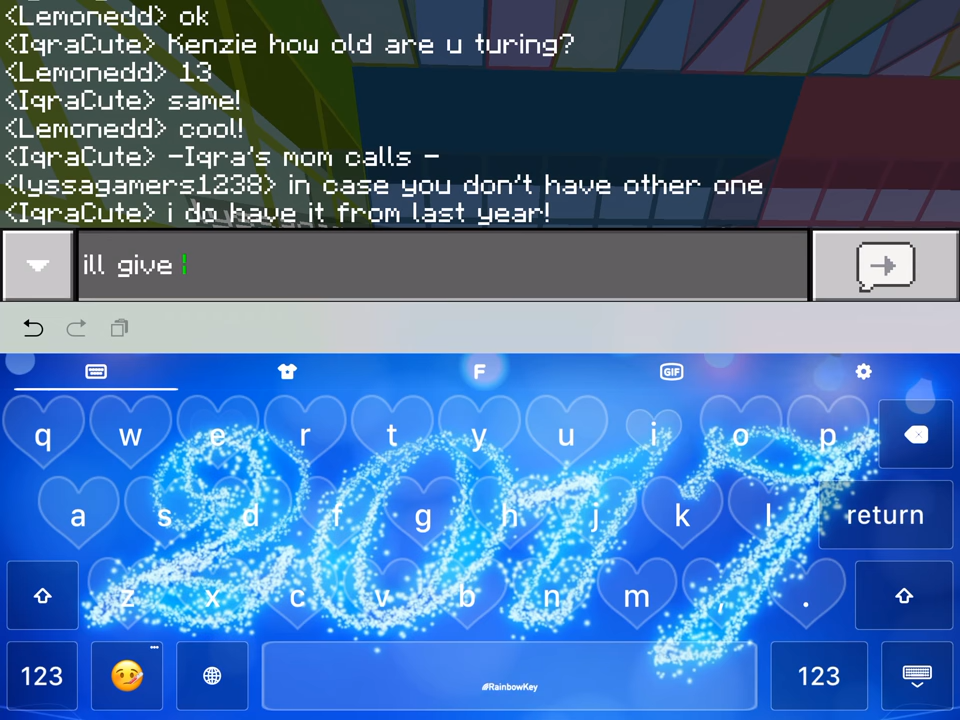 <Lemonedd> ok
<IqraCute> Kenzie how old are u turing?
<Lemonedd> 13
<IqraCute> same!
<Lemonedd> cool!
<IqraCute> -Iqra's mom calls -
<lyssagamers1238> in case you don't have other one
<IqraCute> i do have it from last year!
ill give
F GIF
q w e r t y u i o p
a s d f g h j k l return
z x c v b n m , .
2017
123 RainbowKey 123